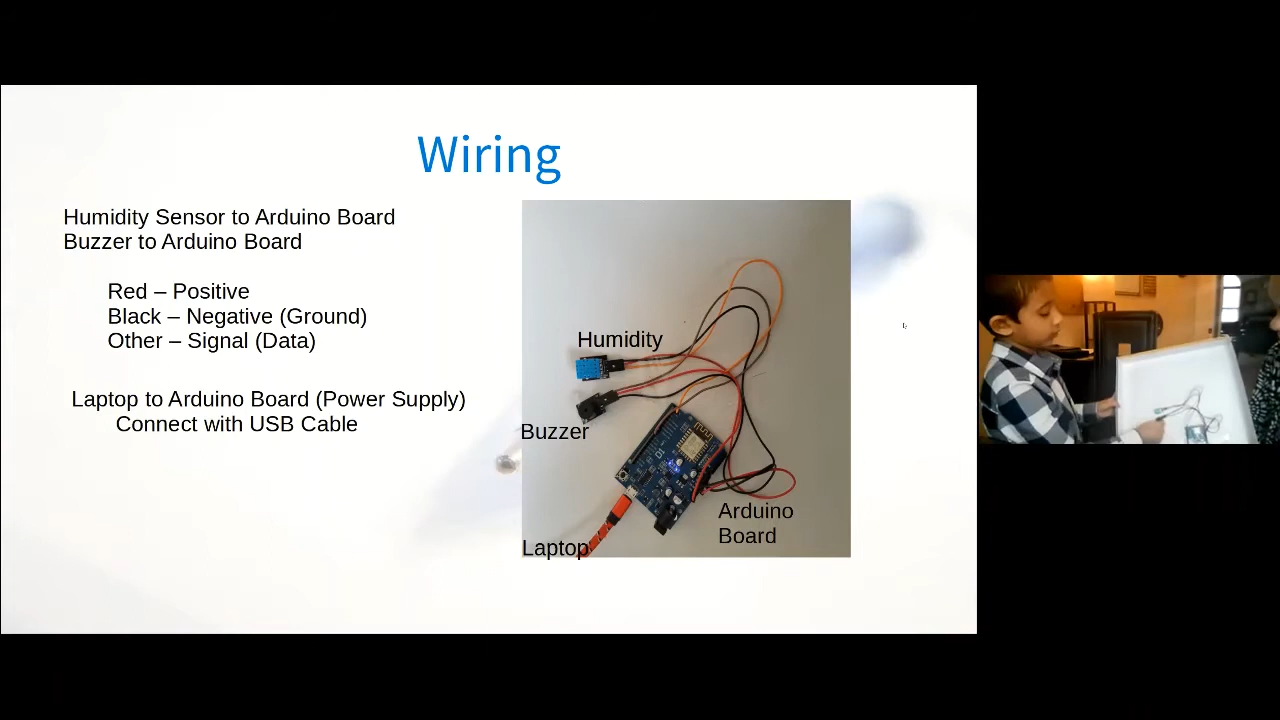 Wiring
Humidity Sensor to Arduino Board
Buzzer to Arduino Board
Red – Positive
Black – Negative (Ground)
Other – Signal (Data)
Laptop to Arduino Board (Power Supply)
Connect with USB Cable
Humidity
Buzzer
D1
Arduino
Board
Laptop